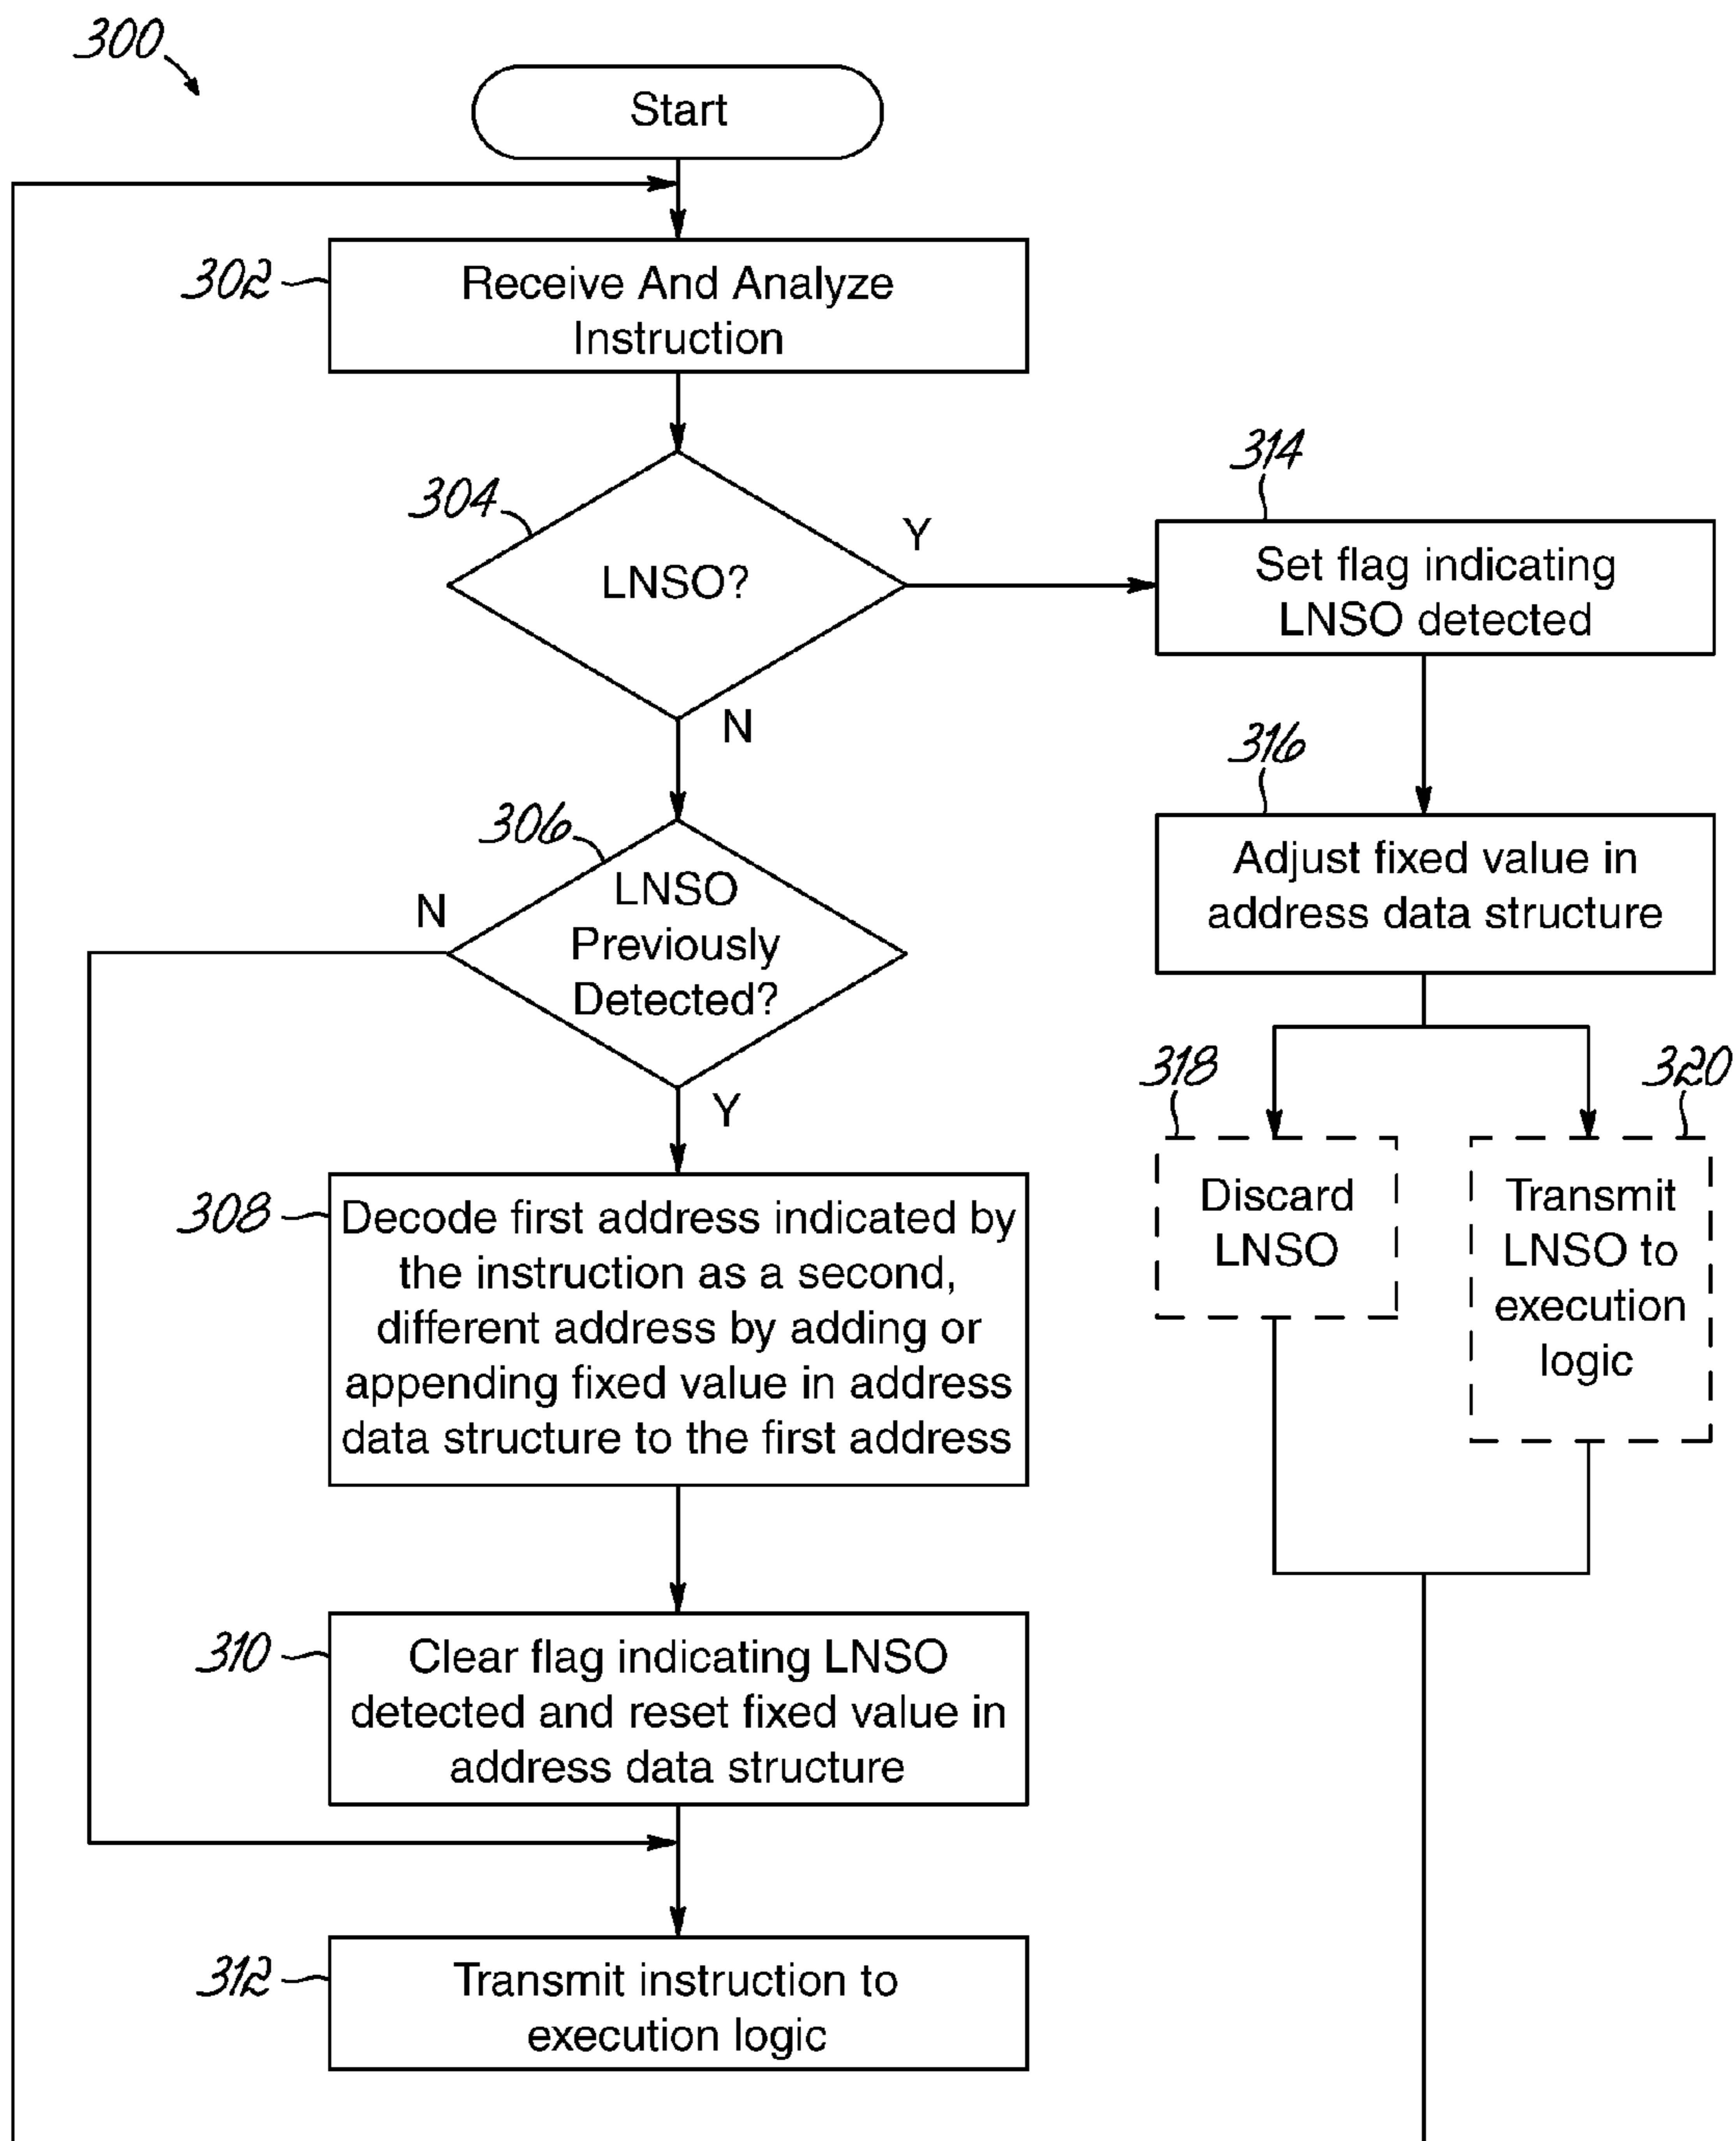 300
Start
302
Receive And Analyze
Instruction
304
LNSO?
Y
N
314
Set flag indicating
LNSO detected
316
Adjust fixed value in
address data structure
306
LNSO
Previously
Detected?
N
Y
318
Discard
LNSO
320
Transmit
LNSO to
execution
logic
308
Decode first address indicated by
the instruction as a second,
different address by adding or
appending fixed value in address
data structure to the first address
310
Clear flag indicating LNSO
detected and reset fixed value in
address data structure
312
Transmit instruction to
execution logic